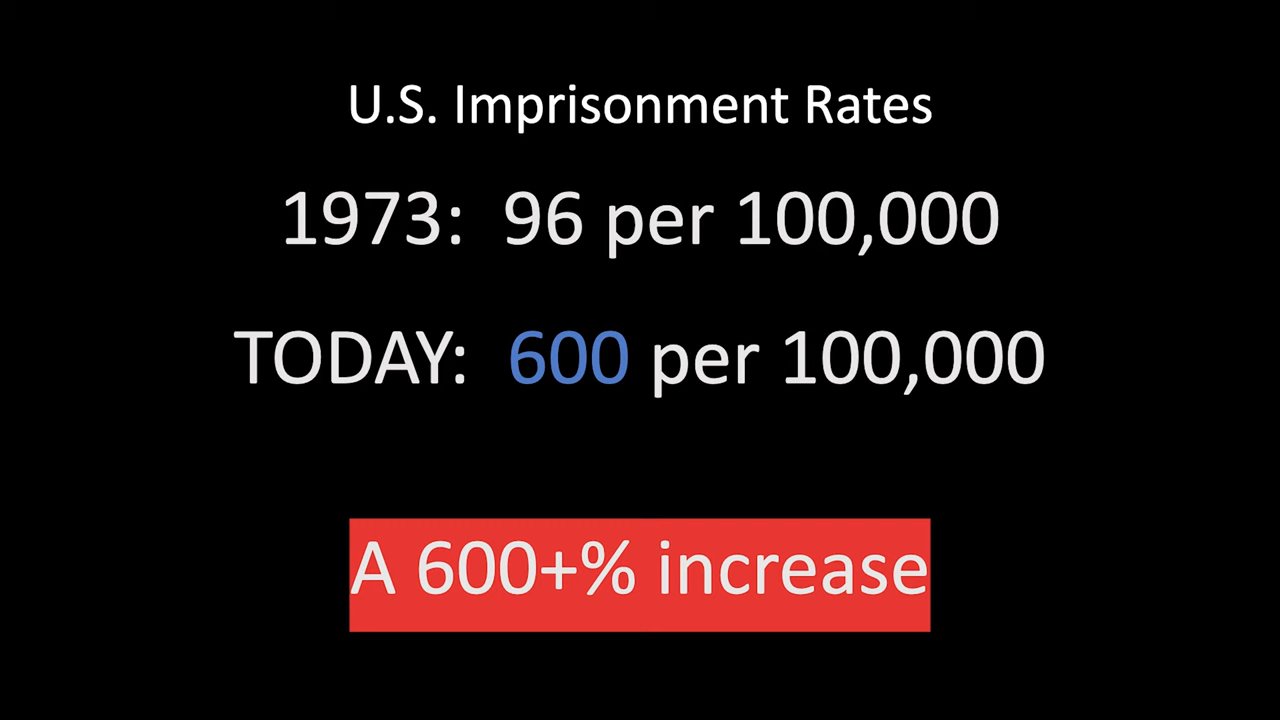 U.S. Imprisonment Rates
1973: 96 per 100,000
TODAY: 600 per 100,000
A 600+% increase